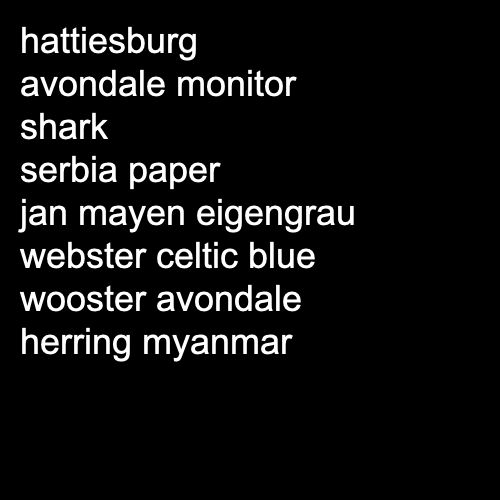 hattiesburg
avondale monitor
shark
serbia paper
jan mayen eigengrau
webster celtic blue
wooster avondale
herring myanmar